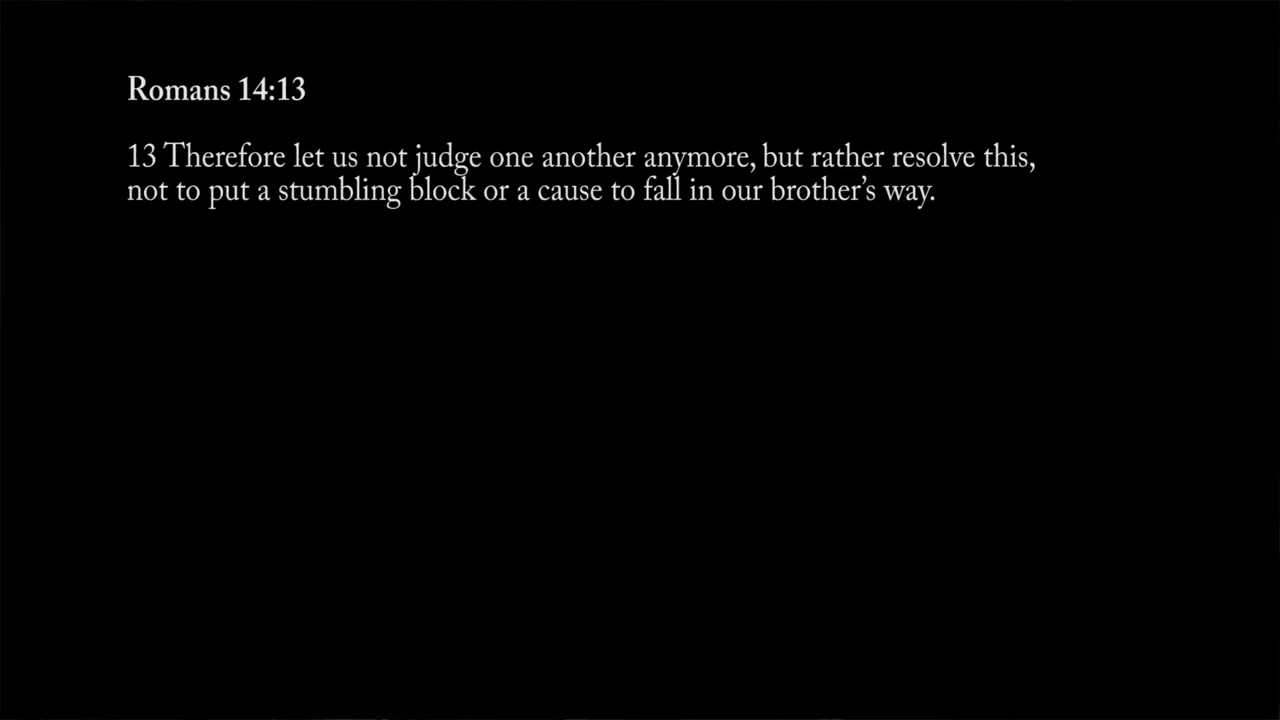 Romans 14:13
13 Therefore let us not judge one another anymore, but rather resolve this,
not to put a stumbling block or a cause to fall in our brother’s way.